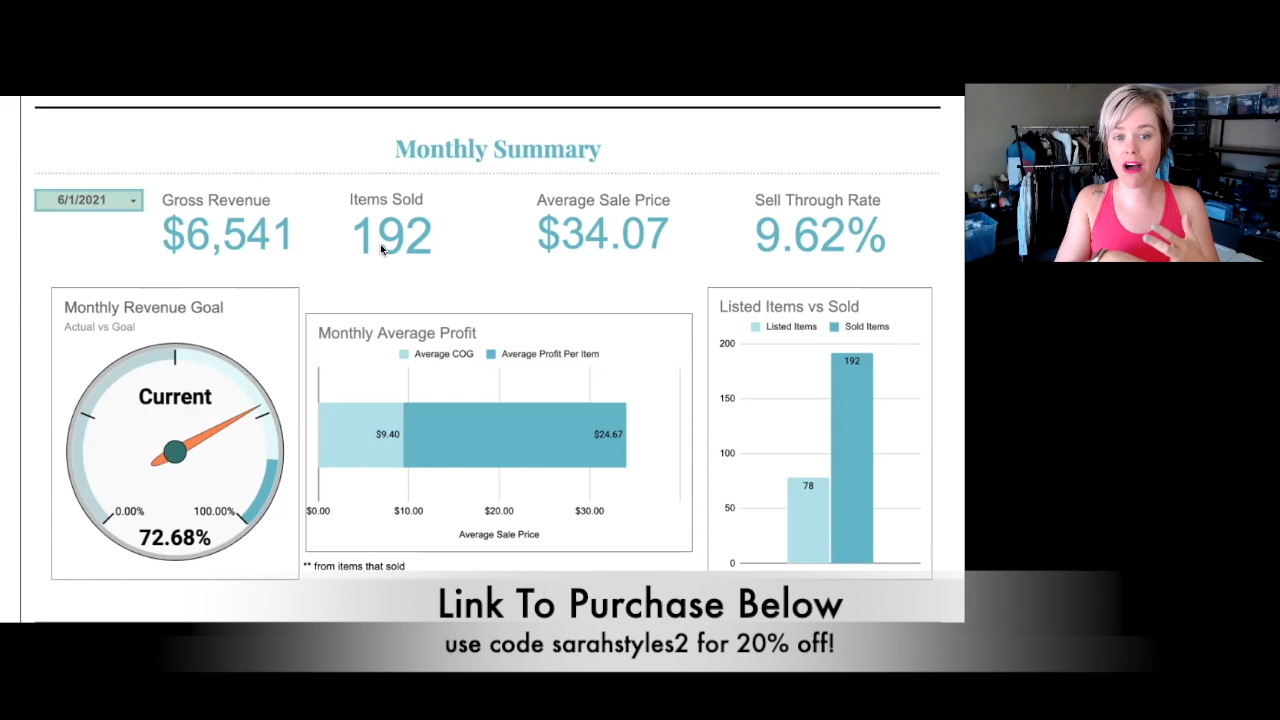 Monthly Summary
6/1/2021
Gross Revenue
$6,541
Items Sold
192
Average Sale Price
$34.07
Sell Through Rate
9.62%
Monthly Revenue Goal
Actual vs Goal
Current
0.00%
100.00%
72.68%
Monthly Average Profit
Average COG
Average Profit Per Item
$9.40
$24.67
$0.00
$10.00
$20.00
$30.00
Average Sale Price
** from items that sold
Listed Items vs Sold
Listed Items
Sold Items
200
150
100
50
0
78
192
Link To Purchase Below
use code sarahstyles2 for 20% off!